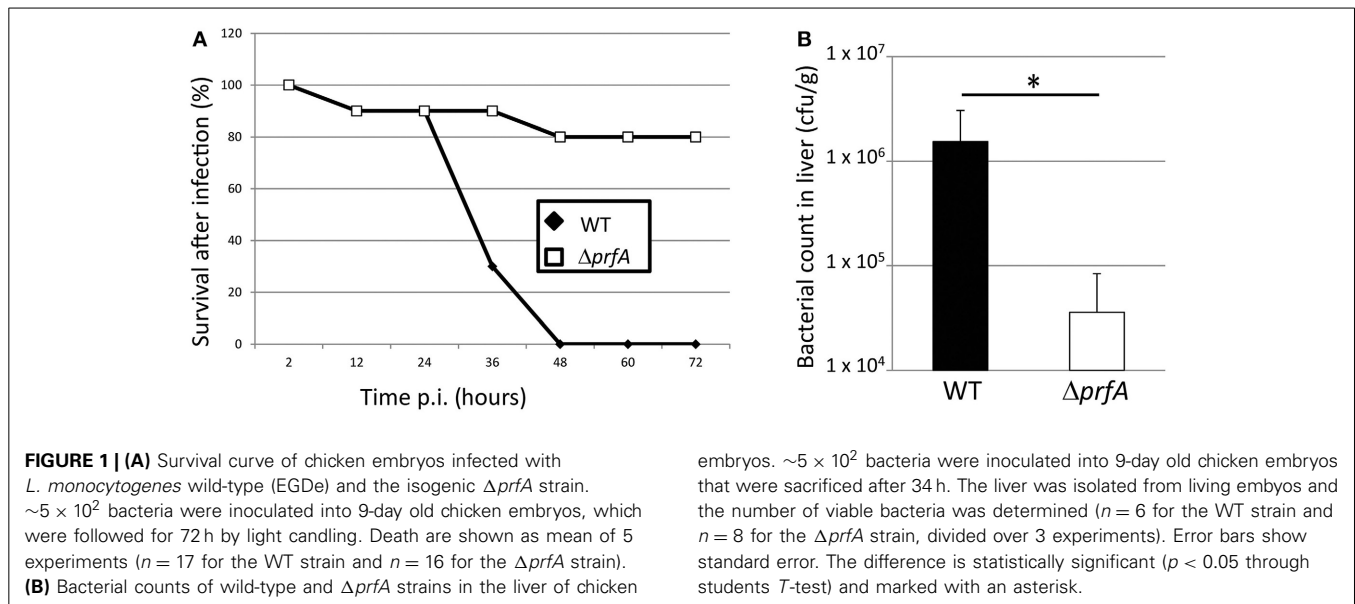 A
120
100
80
60
40
20
0
Survival after infection (%)
2 12 24 36 48 60 72
Time p.i. (hours)
WT
ΔprfA
B
1 x 10⁷
1 x 10⁶
1 x 10⁵
1 x 10⁴
Bacterial count in liver (cfu/g)
*
WT ΔprfA
FIGURE 1 | (A) Survival curve of chicken embryos infected with
L. monocytogenes wild-type (EGDe) and the isogenic ΔprfA strain.
~5 × 10² bacteria were inoculated into 9-day old chicken embryos, which
were followed for 72 h by light candling. Death are shown as mean of 5
experiments (n = 17 for the WT strain and n = 16 for the ΔprfA strain).
(B) Bacterial counts of wild-type and ΔprfA strains in the liver of chicken
embryos. ~5 × 10² bacteria were inoculated into 9-day old chicken embryos
that were sacrificed after 34 h. The liver was isolated from living embyos and
the number of viable bacteria was determined (n = 6 for the WT strain and
n = 8 for the ΔprfA strain, divided over 3 experiments). Error bars show
standard error. The difference is statistically significant (p < 0.05 through
students T-test) and marked with an asterisk.